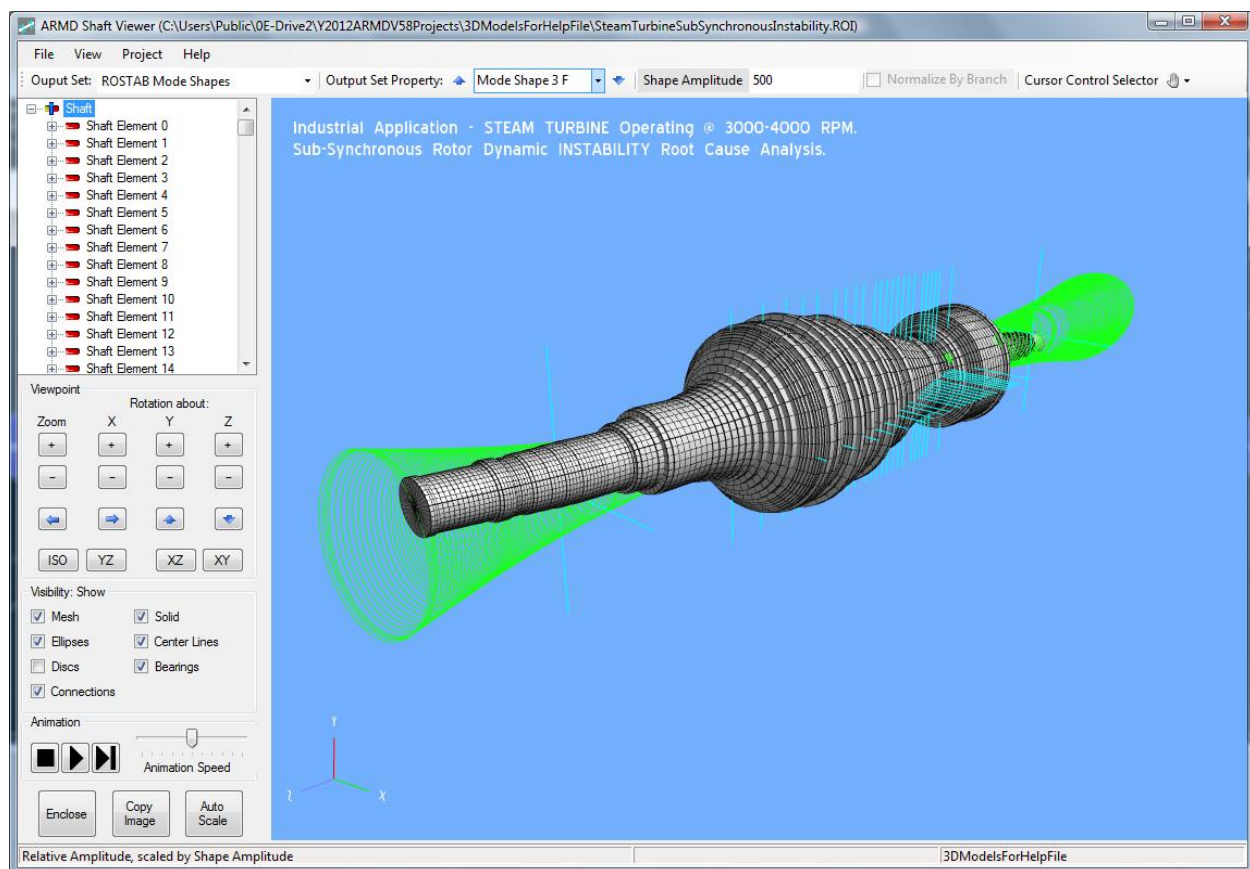 ARMD Shaft Viewer (C:\Users\Public\0E-Drive2\Y2012ARMDV58Projects\3DModelsForHelpFile\SteamTurbineSubSynchronousInstability.ROI)
File View Project Help
Ouput Set: ROSTAB Mode Shapes Output Set Property: Mode Shape 3 F Shape Amplitude 500 Normalize By Branch Cursor Control Selector
Shaft
Shaft Element 0
Shaft Element 1
Shaft Element 2
Shaft Element 3
Shaft Element 4
Shaft Element 5
Shaft Element 6
Shaft Element 7
Shaft Element 8
Shaft Element 9
Shaft Element 10
Shaft Element 11
Shaft Element 12
Shaft Element 13
Shaft Element 14
Industrial Application - STEAM TURBINE Operating @ 3000-4000 RPM.
Sub-Synchronous Rotor Dynamic INSTABILITY Root Cause Analysis.
Viewpoint
Rotation about:
Zoom X Y Z
+ + + +
- - - -
ISO YZ XZ XY
Visibility: Show
Mesh Solid
Ellipses Center Lines
Discs Bearings
Connections
Animation
Animation Speed
Enclose Copy Image Auto Scale
Y
Z X
Relative Amplitude, scaled by Shape Amplitude 3DModelsForHelpFile